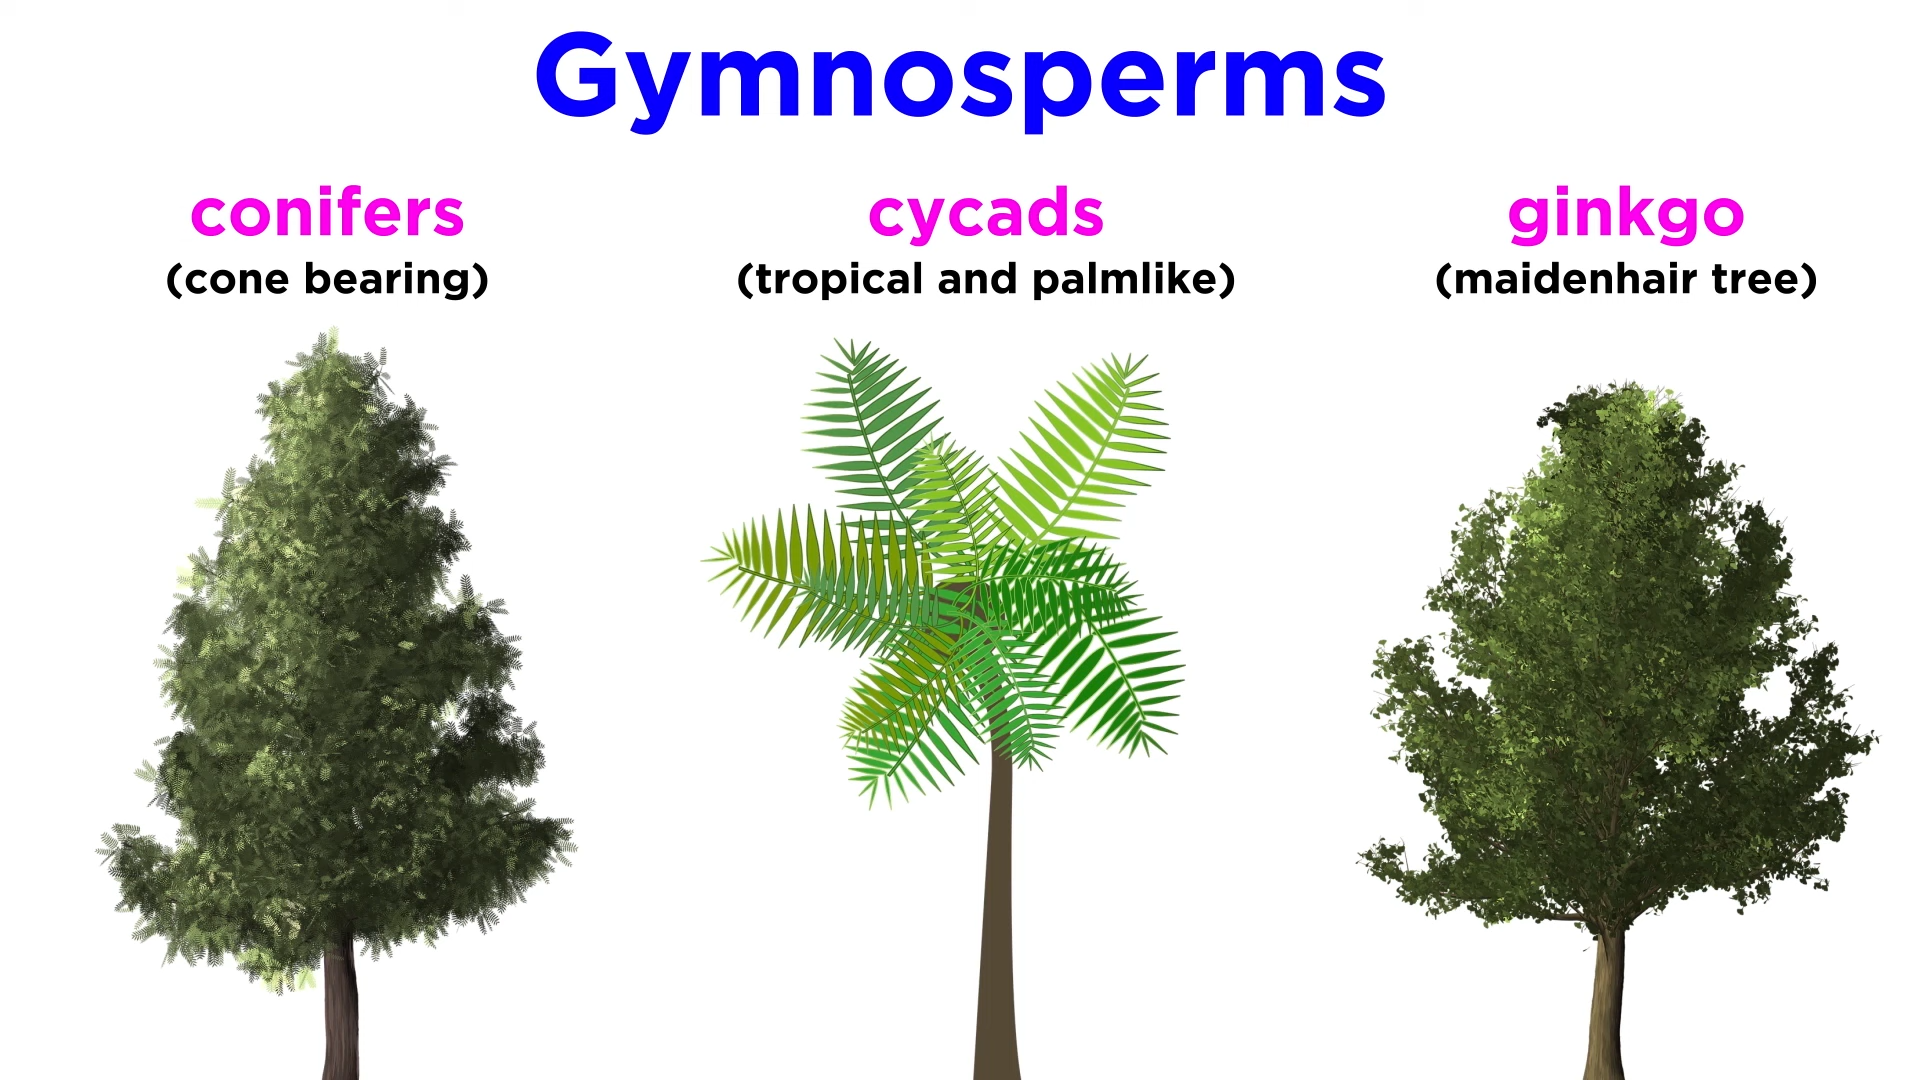 Gymnosperms
conifers
(cone bearing)
cycads
(tropical and palmlike)
ginkgo
(maidenhair tree)